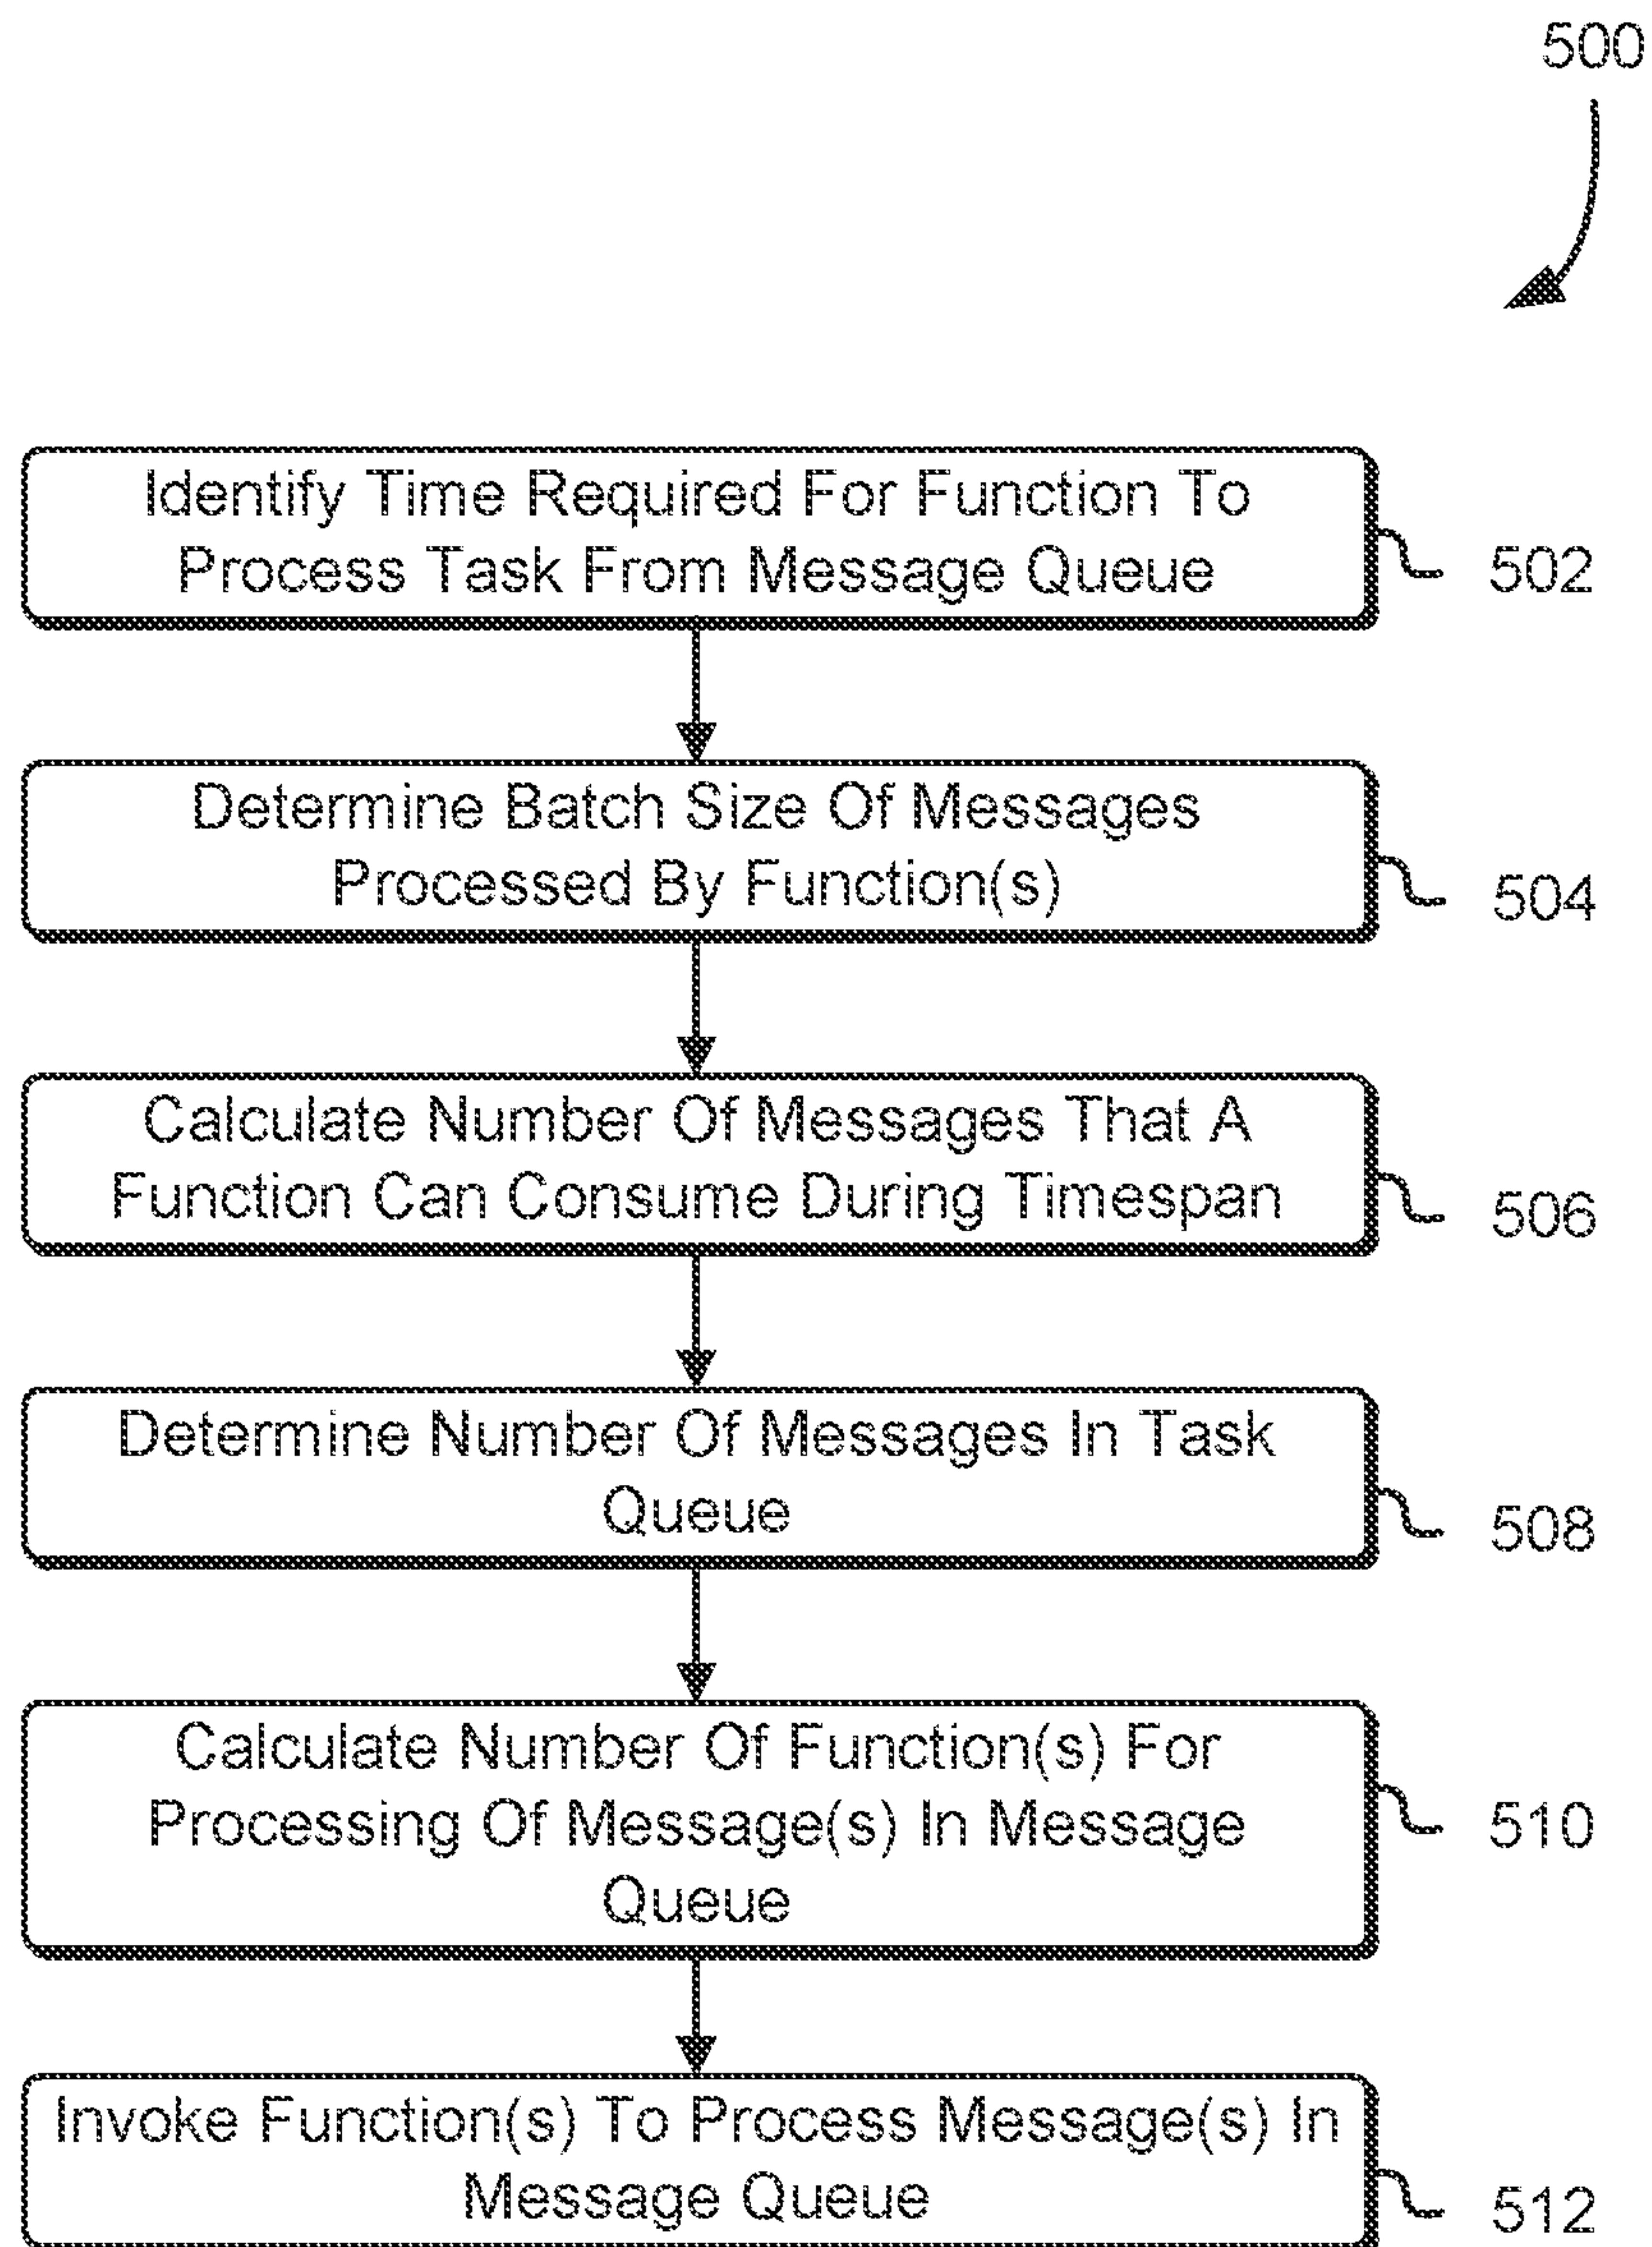 500
Identify Time Required For Function To
Process Task From Message Queue
502
Determine Batch Size Of Messages
Processed By Function(s)
504
Calculate Number Of Messages That A
Function Can Consume During Timespan
506
Determine Number Of Messages In Task
Queue
508
Calculate Number Of Function(s) For
Processing Of Message(s) In Message
Queue
510
Invoke Function(s) To Process Message(s) In
Message Queue
512